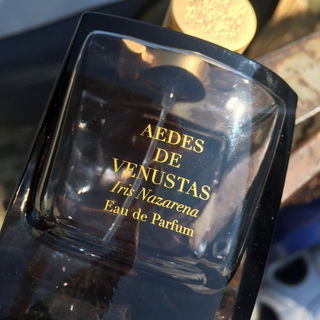 AEDES
DE
VENUSTAS
Iris Nazarena
Eau de Parfum